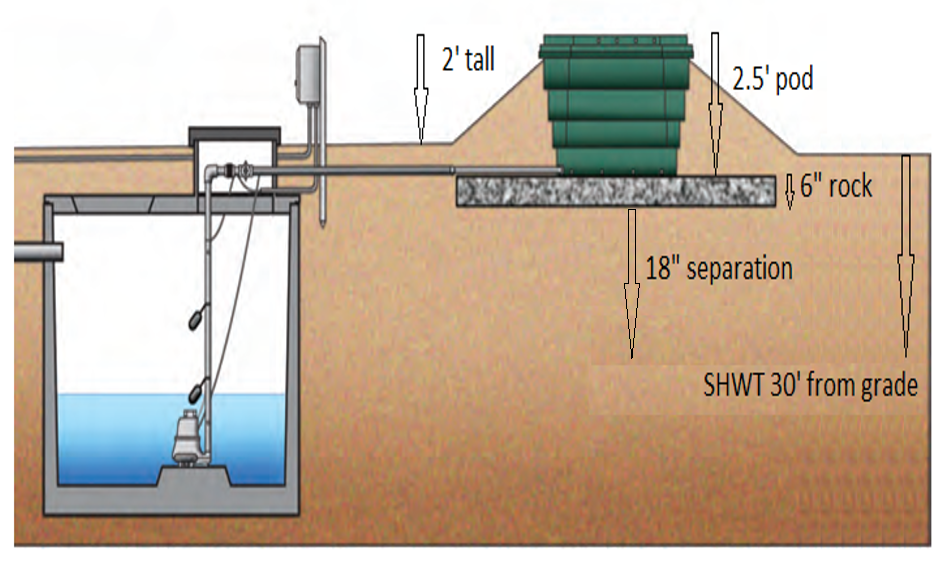 2' tall
2.5' pod
6" rock
18" separation
SHWT 30' from grade